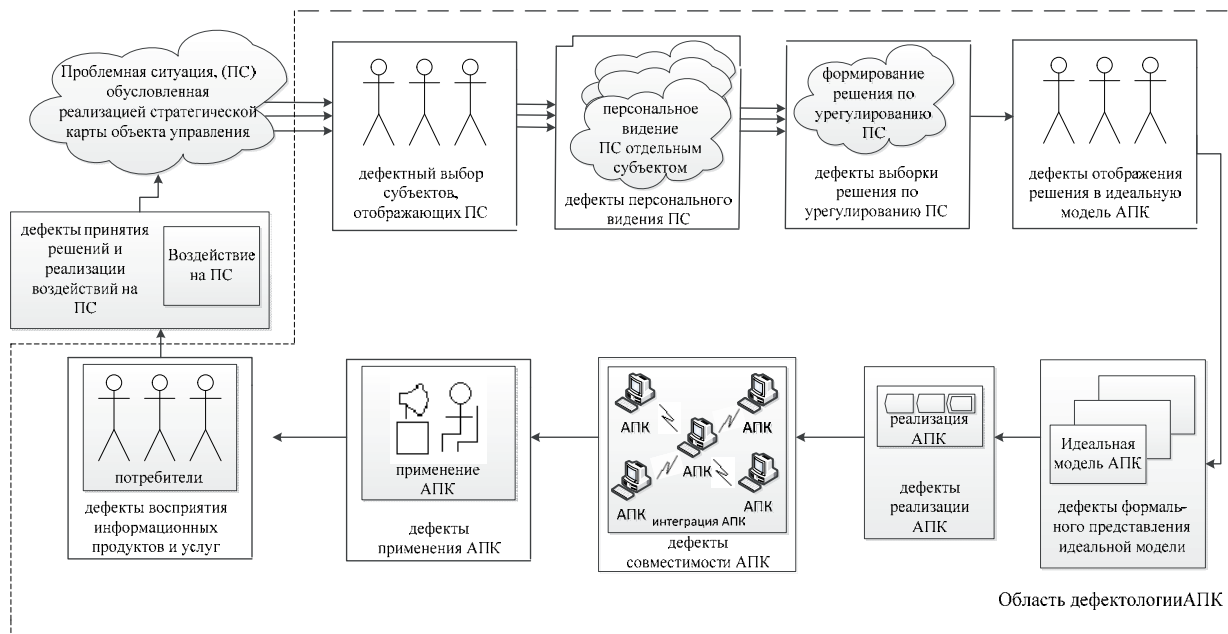 Проблемная ситуация, (ПС)
обусловленная
реализацией стратегической
карты объекта управления
дефектный выбор
субъектов,
отображающих ПС
персональное
видение
ПС отдельным
субъектом
дефекты персонального
видения ПС
формирование
решения по
урегулированию
ПС
дефекты выборки
решения по
урегулированию ПС
дефекты отображения
решения в идеальную
модель АПК
дефекты принятия
решений и
реализации
воздействий на
ПС
Воздействие
на ПС
потребители
дефекты восприятия
информационных
продуктов и услуг
применение
АПК
дефекты
применения АПК
АПК
АПК
АПК
АПК
АПК
интеграция АПК
дефекты
совместимости АПК
реализация
АПК
дефекты
реализации
АПК
Идеальная
модель АПК
дефекты формаль-
ного представления
идеальной модели
Область дефектологииАПК